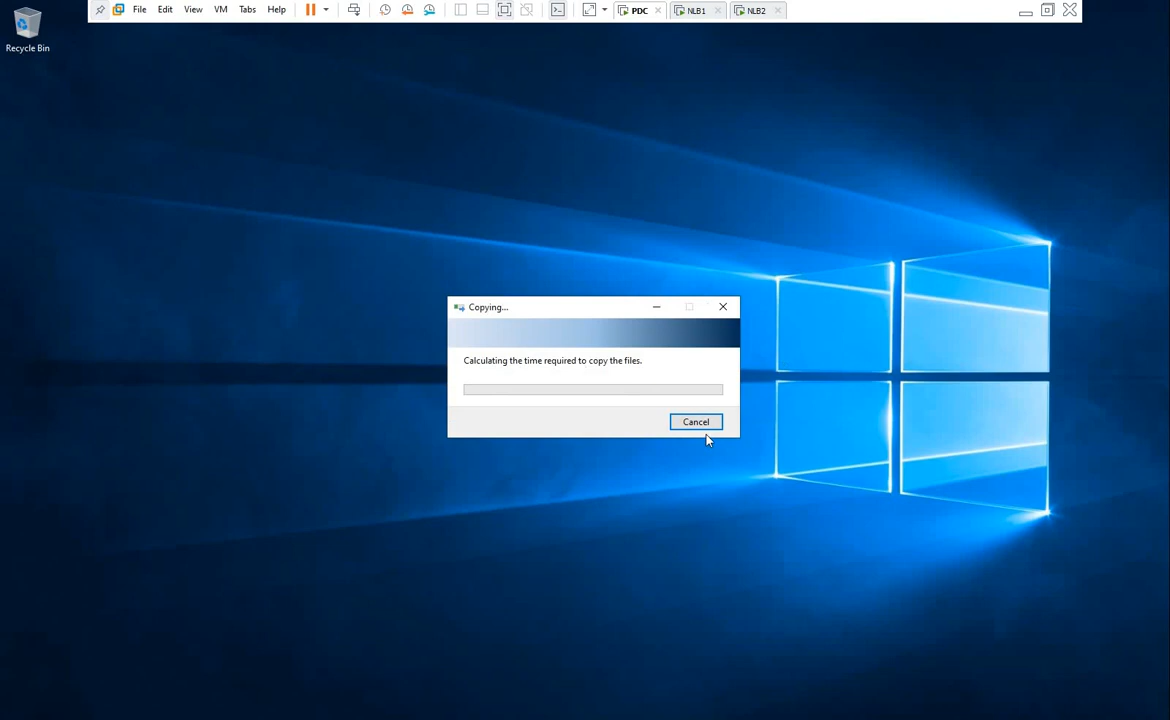 File Edit View VM Tabs Help PDC NLB1 NLB2
Recycle Bin
Copying...
Calculating the time required to copy the files.
Cancel